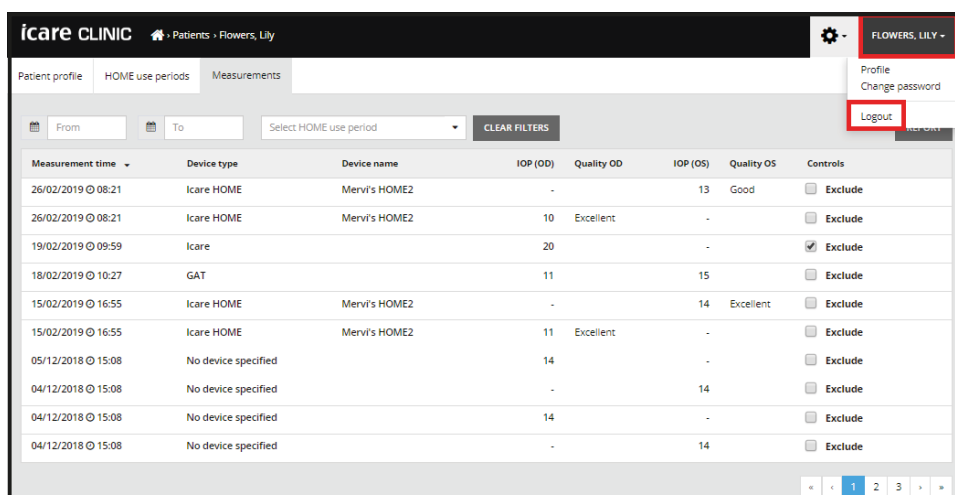 icare CLINIC › Patients › Flowers, Lily FLOWERS, LILY
Patient profile HOME use periods Measurements
Profile
Change password
Logout
From To Select HOME use period CLEAR FILTERS REPORT
Measurement time Device type Device name IOP (OD) Quality OD IOP (OS) Quality OS Controls
26/02/2019 08:21 Icare HOME Mervi's HOME2 - 13 Good Exclude
26/02/2019 08:21 Icare HOME Mervi's HOME2 10 Excellent - Exclude
19/02/2019 09:59 Icare 20 - Exclude
18/02/2019 10:27 GAT 11 15 Exclude
15/02/2019 16:55 Icare HOME Mervi's HOME2 - 14 Excellent Exclude
15/02/2019 16:55 Icare HOME Mervi's HOME2 11 Excellent - Exclude
05/12/2018 15:08 No device specified 14 - Exclude
04/12/2018 15:08 No device specified - 14 Exclude
04/12/2018 15:08 No device specified 14 - Exclude
04/12/2018 15:08 No device specified - 14 Exclude
« ‹ 1 2 3 › »